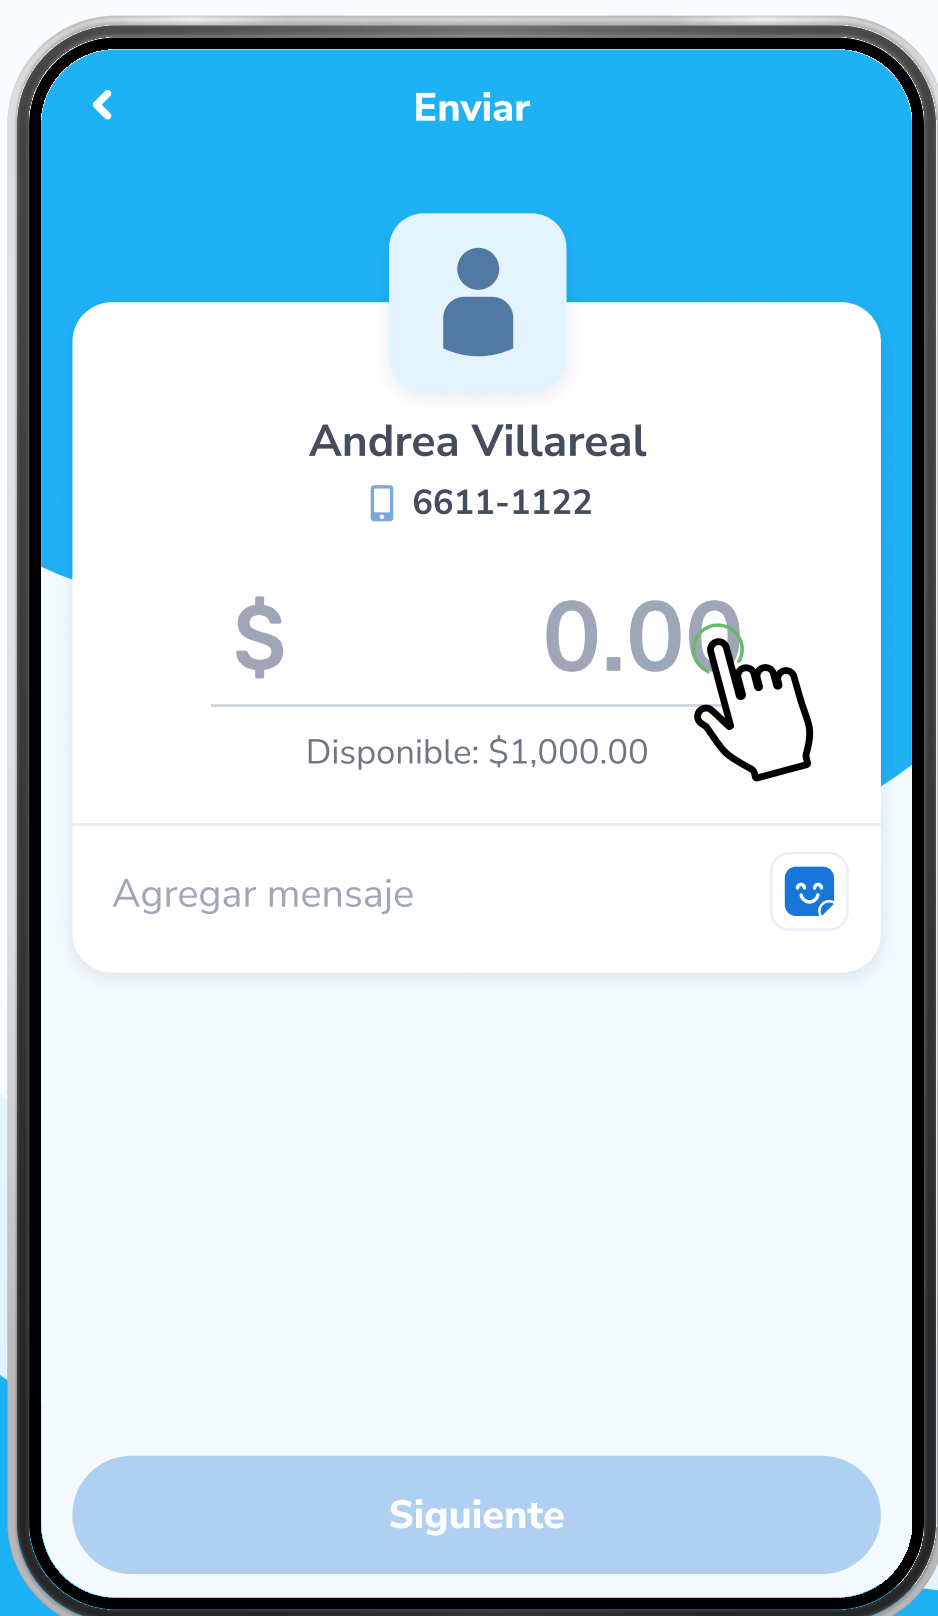 Enviar
Andrea Villareal
6611-1122
$ 0.00
Disponible: $1,000.00
Agregar mensaje
Siguiente